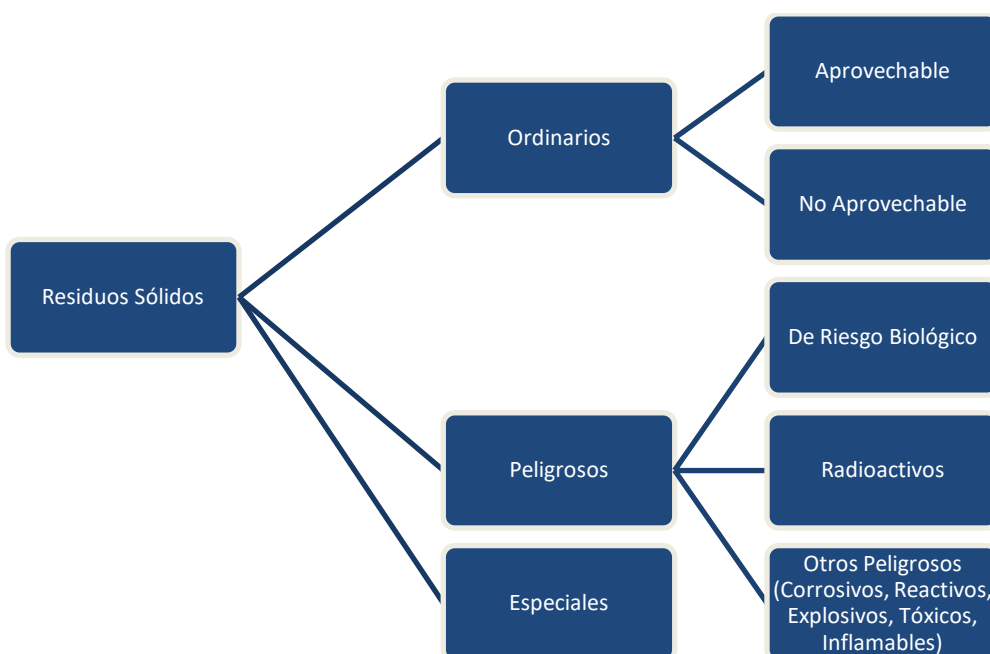 Residuos Sólidos
Ordinarios
Aprovechable
No Aprovechable
Peligrosos
De Riesgo Biológico
Radioactivos
Otros Peligrosos
(Corrosivos, Reactivos,
Explosivos, Tóxicos,
Inflamables)
Especiales